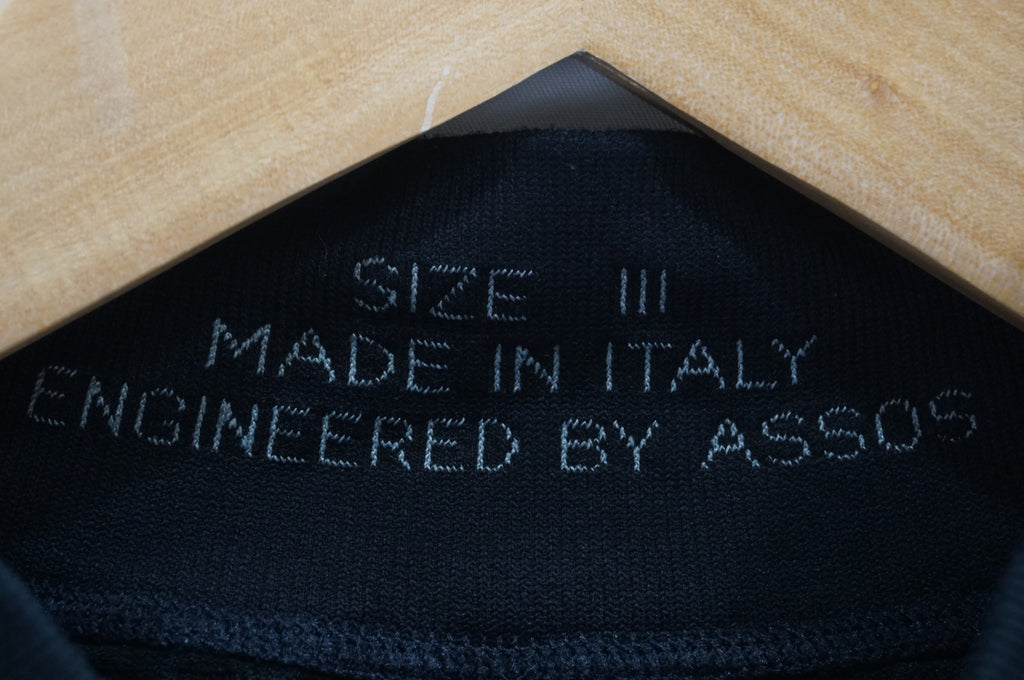 SIZE III
MADE IN ITALY
ENGINEERED BY ASSOS